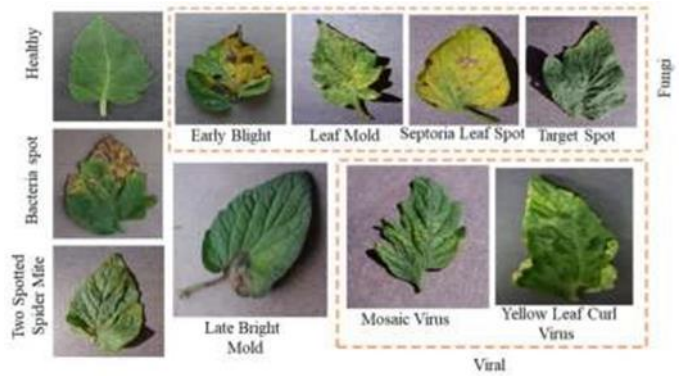 Healthy
Early Blight
Leaf Mold
Septoria Leaf Spot
Target Spot
Fungi
Bacteria spot
Two Spotted
Spider Mite
Late Bright
Mold
Mosaic Virus
Yellow Leaf Curl
Virus
Viral